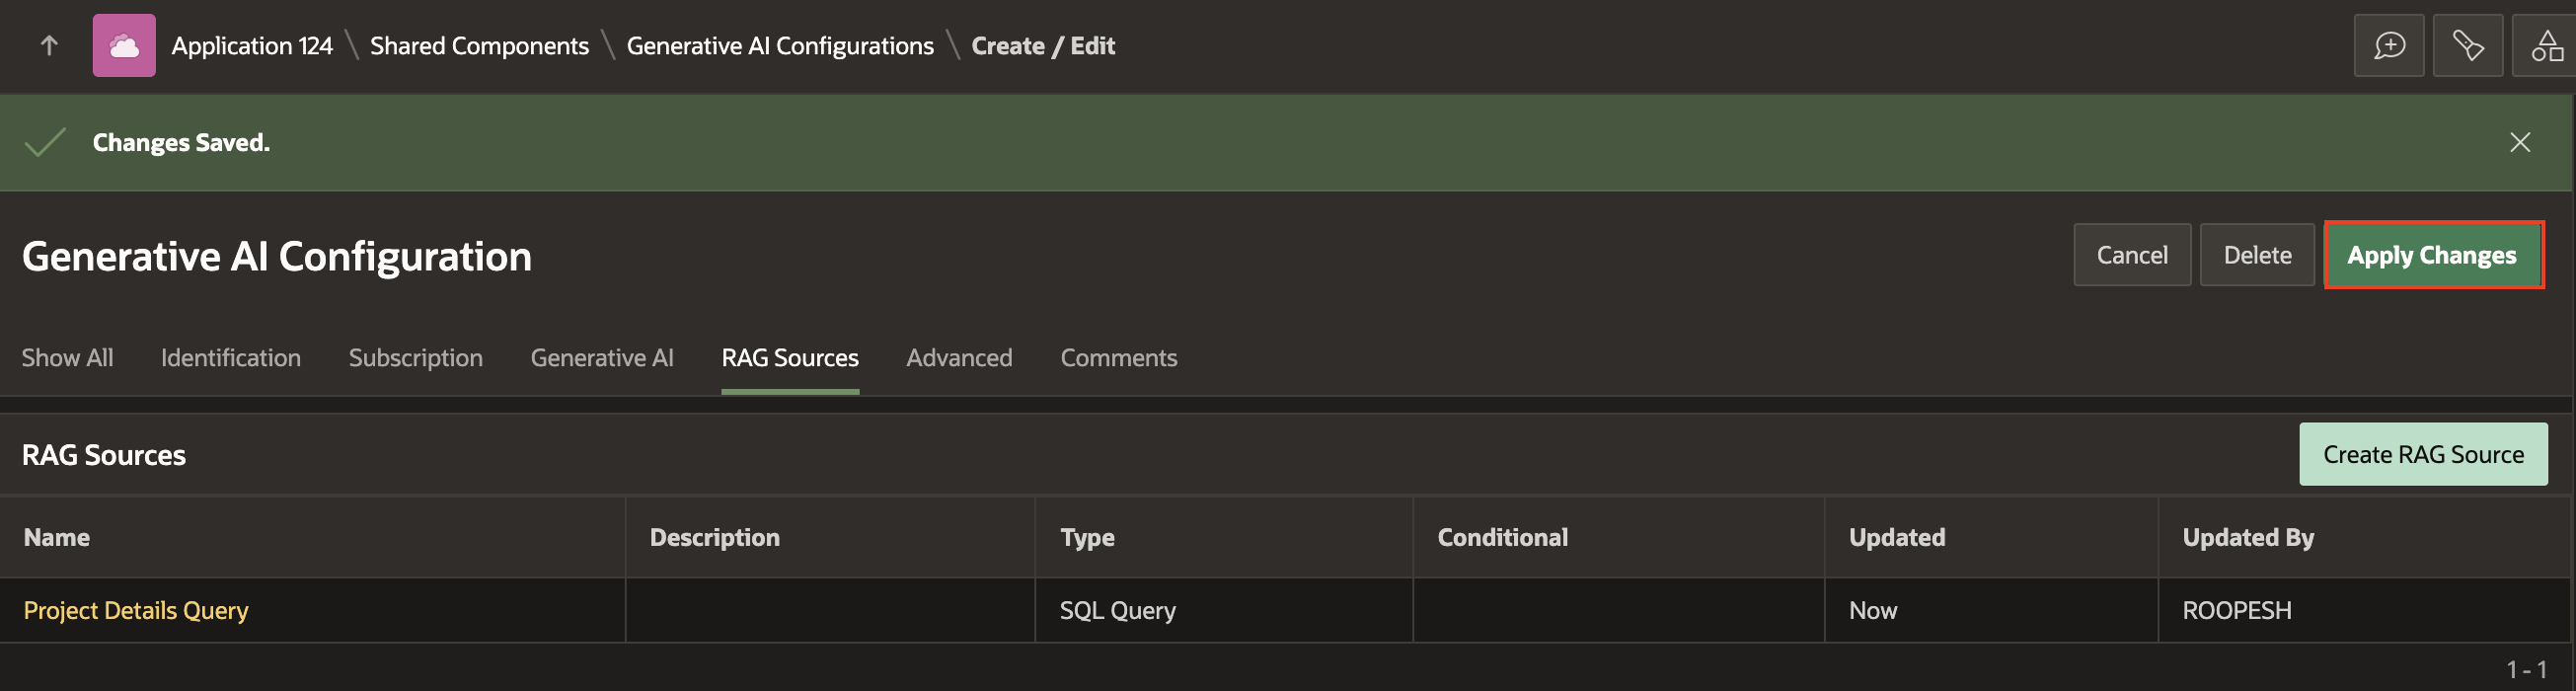 Application 124 \ Shared Components \ Generative AI Configurations \ Create / Edit
Changes Saved.
Generative AI Configuration
Cancel Delete Apply Changes
Show All Identification Subscription Generative AI RAG Sources Advanced Comments
RAG Sources Create RAG Source
Name Description Type Conditional Updated Updated By
Project Details Query SQL Query Now ROOPESH
1 - 1